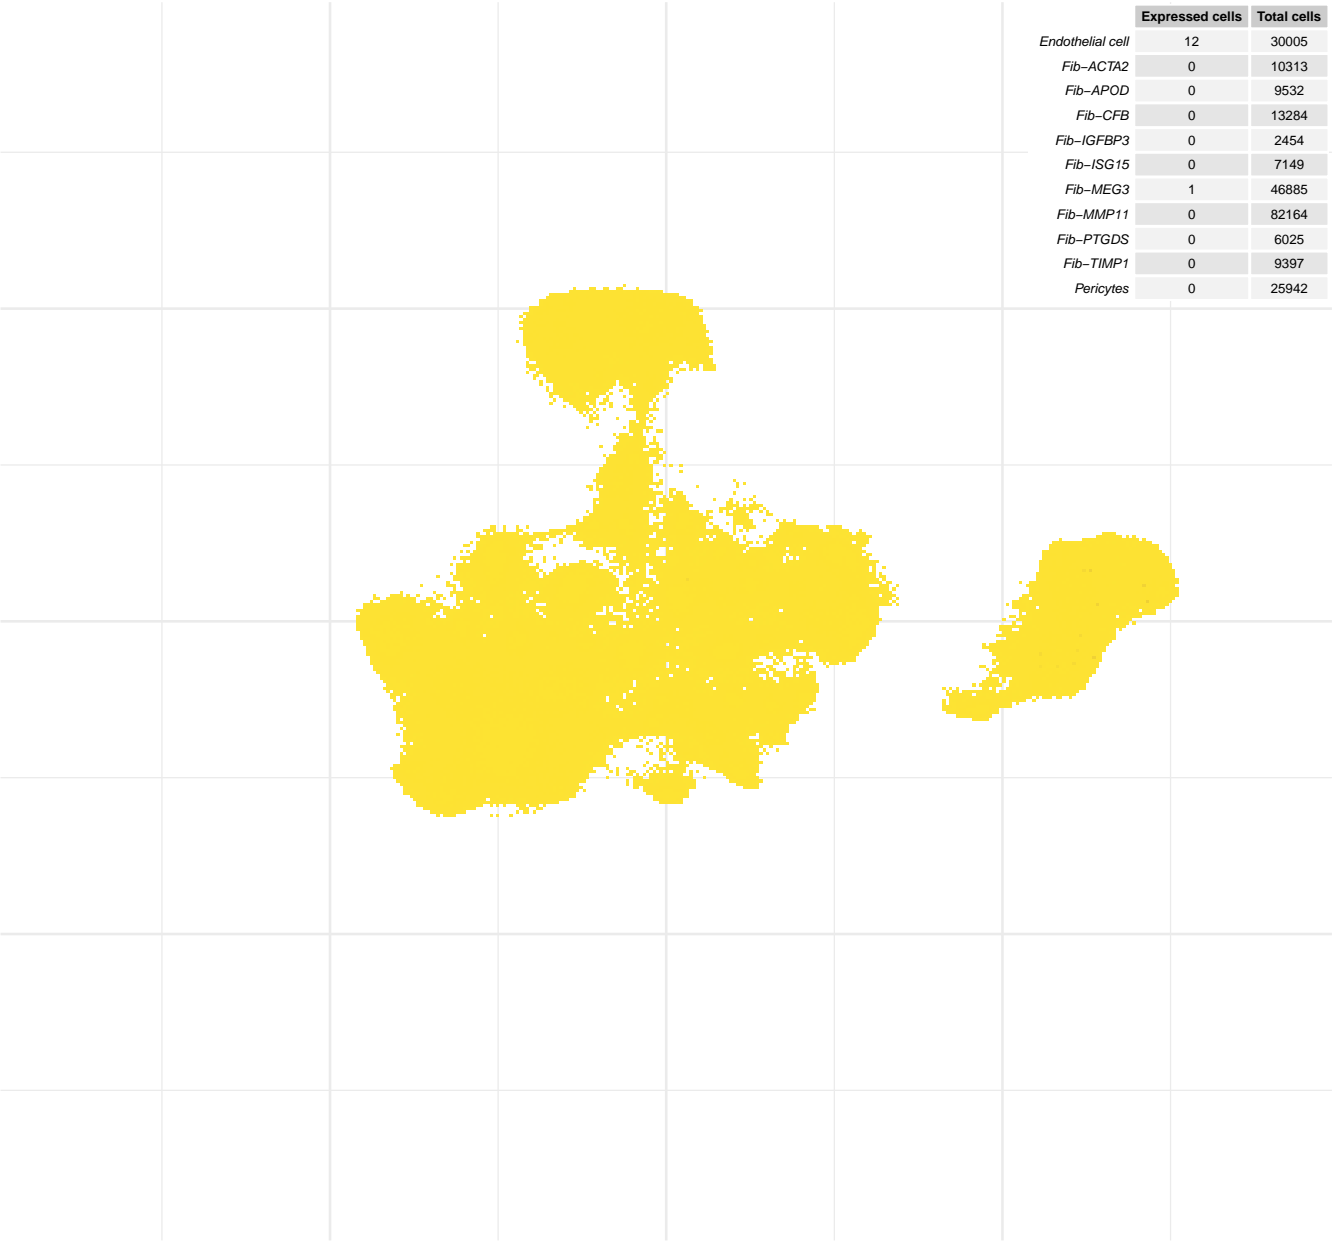 Expressed cells Total cells
Endothelial cell 12 30005
Fib−ACTA2 0 10313
Fib−APOD 0 9532
Fib−CFB 0 13284
Fib−IGFBP3 0 2454
Fib−ISG15 0 7149
Fib−MEG3 1 46885
Fib−MMP11 0 82164
Fib−PTGDS 0 6025
Fib−TIMP1 0 9397
Pericytes 0 25942